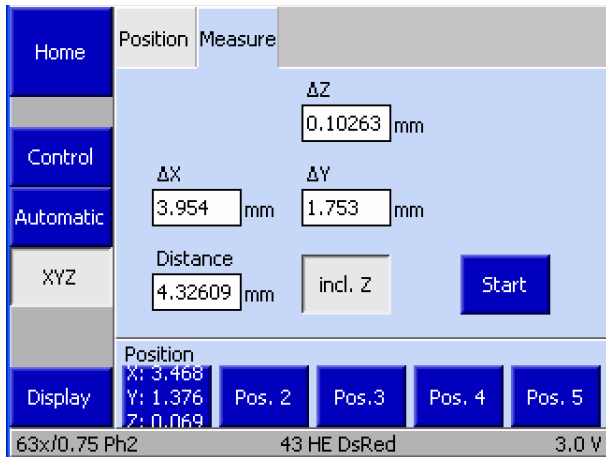 Home
Position Measure
ΔZ
0.10263 mm
Control
ΔX ΔY
Automatic
3.954 mm 1.753 mm
Distance
XYZ
4.32609 mm incl. Z Start
Position
X: 3.468
Display Y: 1.376 Pos. 2 Pos.3 Pos. 4 Pos. 5
Z: 0.069
63x/0.75 Ph2 43 HE DsRed 3.0 V